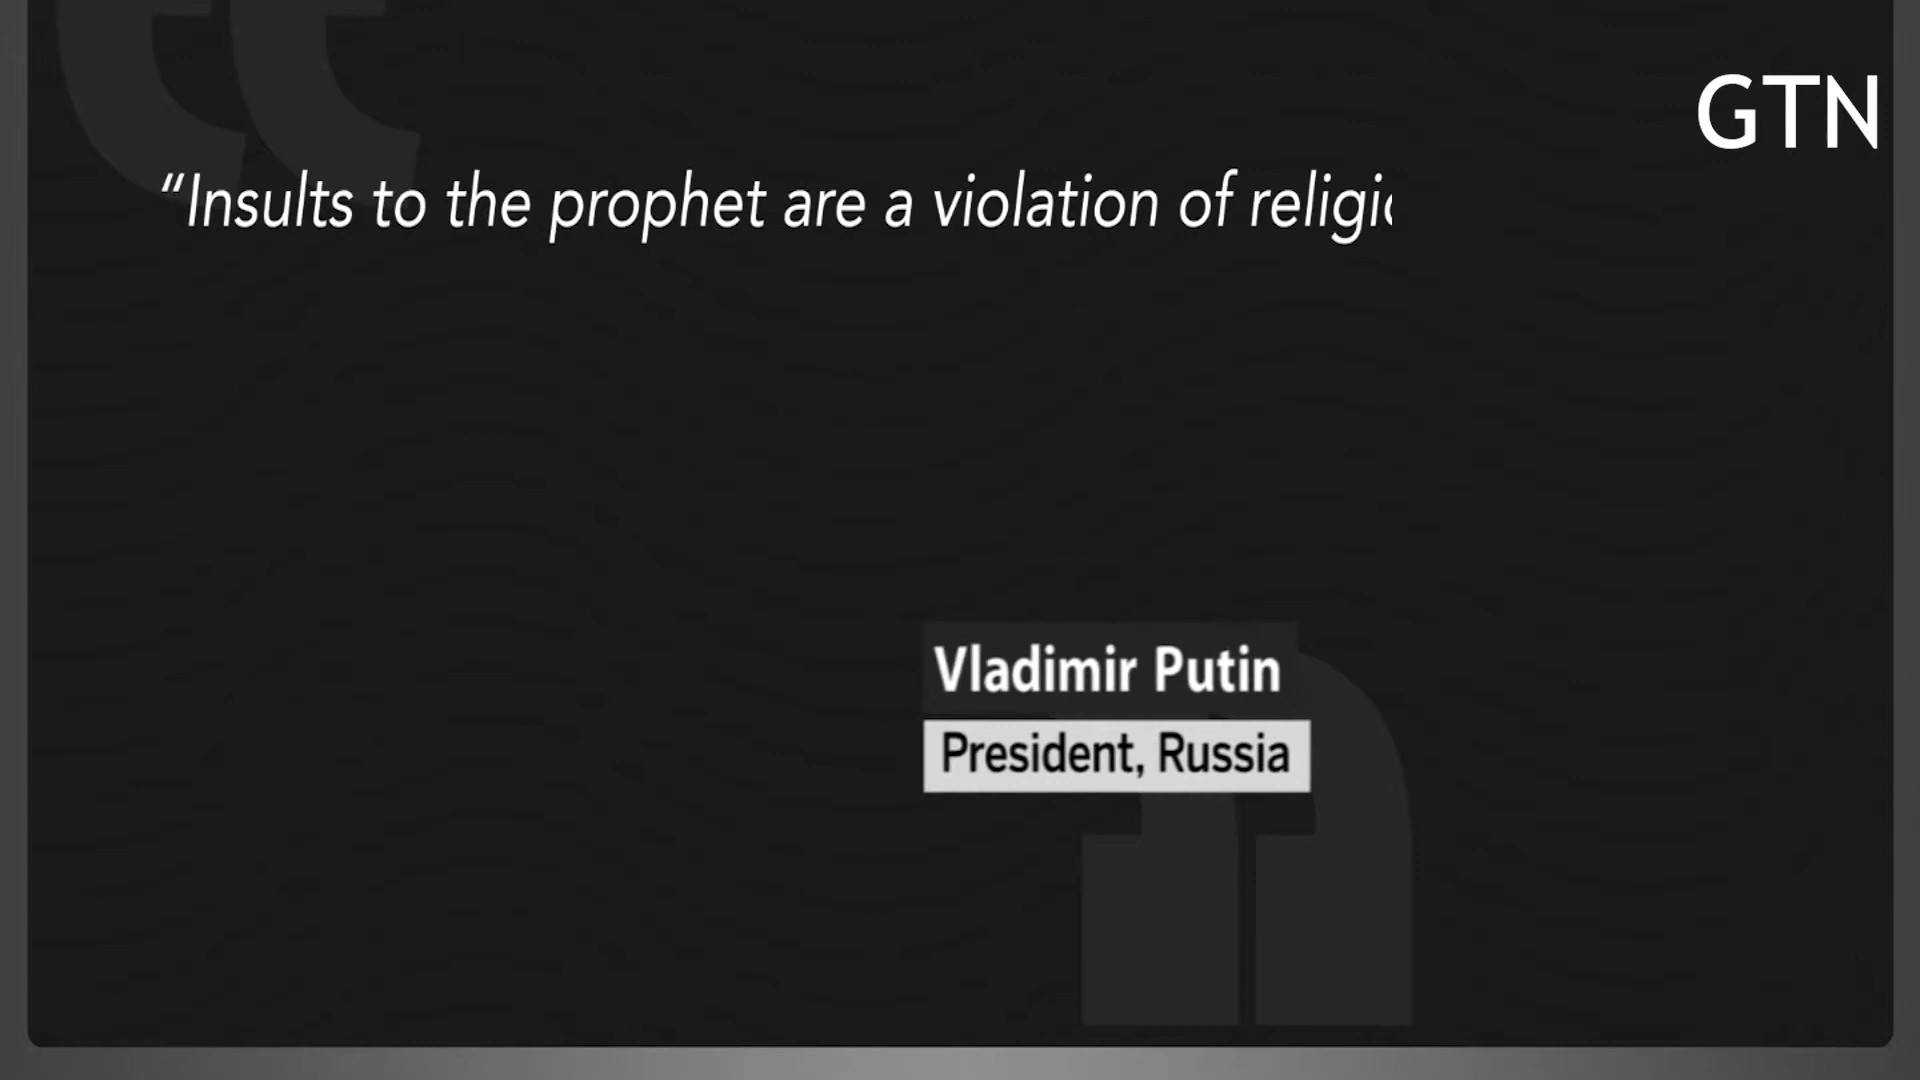 GTN
“Insults to the prophet are a violation of
Vladimir Putin
President, Russia